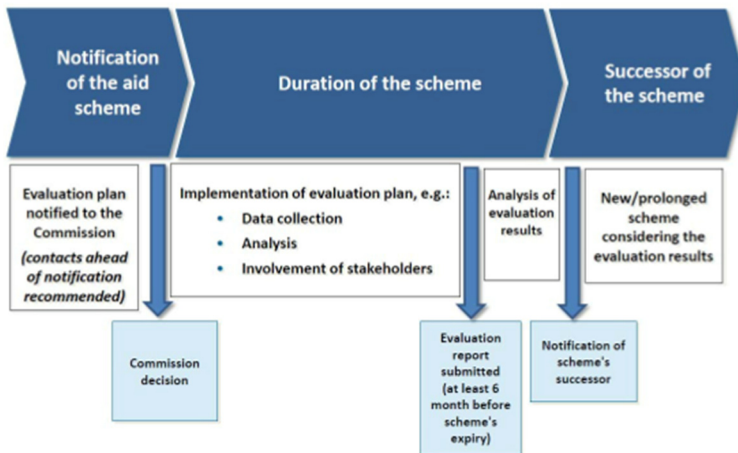 Notification
of the aid
scheme
Duration of the scheme
Successor of
the scheme
Evaluation plan
notified to the
Commission
(contacts ahead
of notification
recommended)
Implementation of evaluation plan, e.g.:
• Data collection
• Analysis
• Involvement of stakeholders
Analysis of
evaluation
results
New/prolonged
scheme
considering the
evaluation results
Commission
decision
Evaluation
report
submitted
(at least 6
month before
scheme's
expiry)
Notification of
scheme's
successor